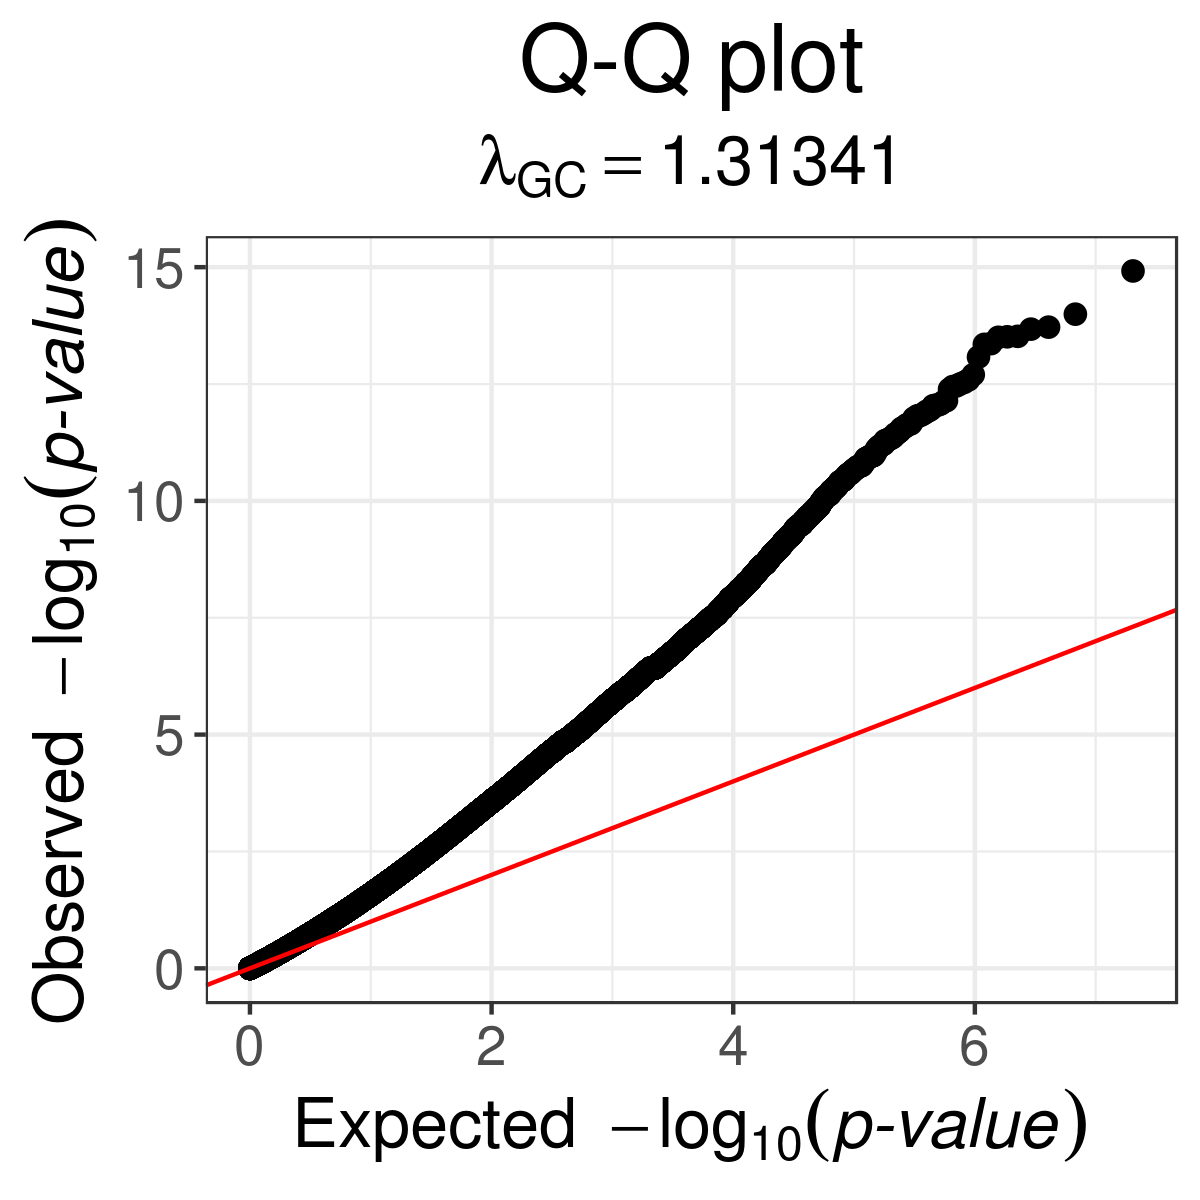 Q-Q plot
λGC = 1.31341
Observed −log10(p-value)
15
10
5
0
0 2 4 6
Expected −log10(p-value)